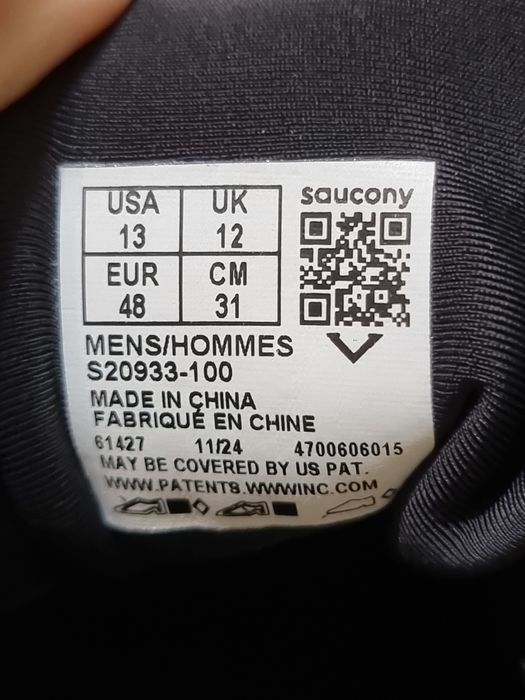 saucony
USA UK
13 12
EUR CM
48 31
MENS/HOMMES
S20933-100
MADE IN CHINA
FABRIQUÉ EN CHINE
61427 11/24 4700606015
MAY BE COVERED BY US PAT.
WWW.PATENTS.WWWINC.COM